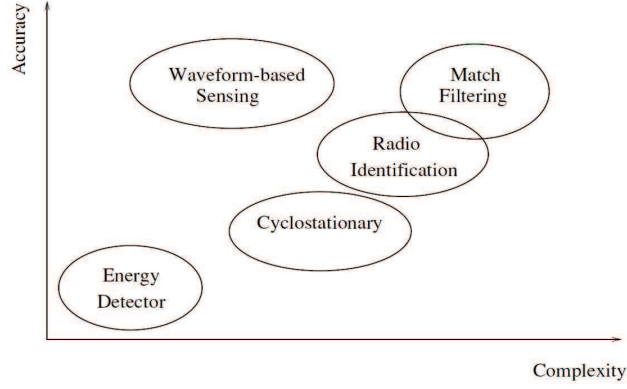 Accuracy
Waveform-based
Sensing
Match
Filtering
Radio
Identification
Cyclostationary
Energy
Detector
Complexity